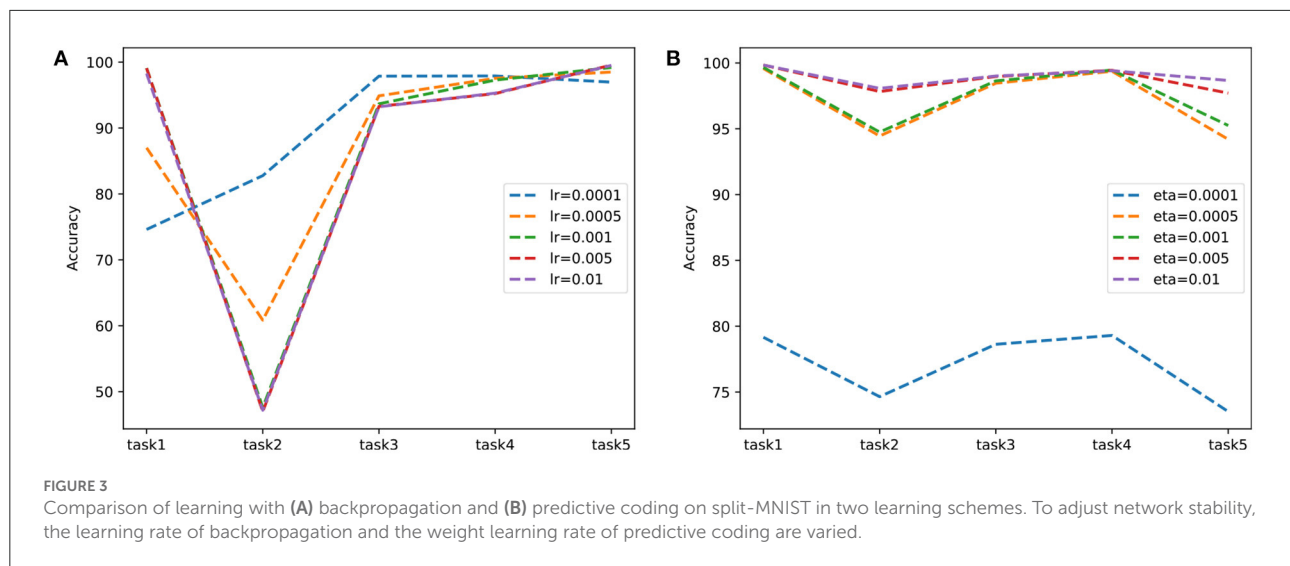 A
Accuracy
100
90
80
70
60
50
task1 task2 task3 task4 task5
lr=0.0001
lr=0.0005
lr=0.001
lr=0.005
lr=0.01
B
Accuracy
100
95
90
85
80
75
task1 task2 task3 task4 task5
eta=0.0001
eta=0.0005
eta=0.001
eta=0.005
eta=0.01
FIGURE 3
Comparison of learning with (A) backpropagation and (B) predictive coding on split-MNIST in two learning schemes. To adjust network stability,
the learning rate of backpropagation and the weight learning rate of predictive coding are varied.